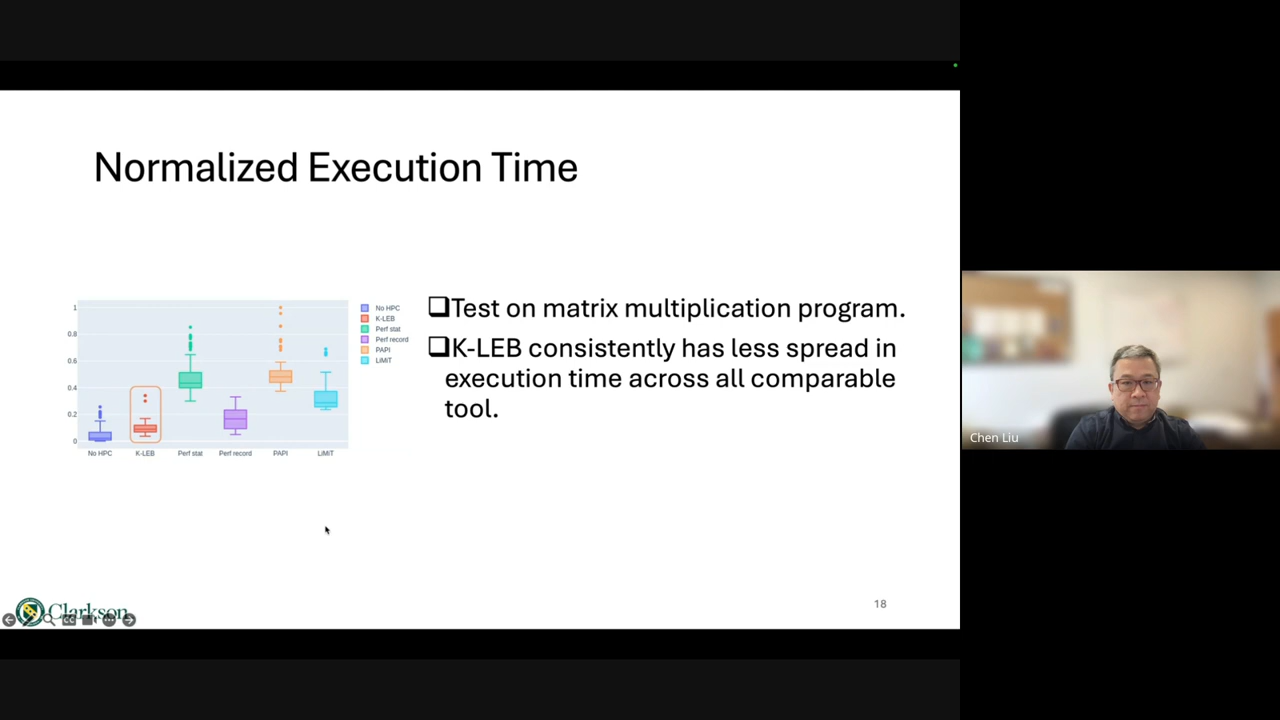 Normalized Execution Time
1
0.8
0.6
0.4
0.2
0
No HPC
K-LEB
Perf stat
Perf record
PAPI
LiMiT
No HPC
K-LEB
Perf stat
Perf record
PAPI
LiMiT
❑Test on matrix multiplication program.
❑K-LEB consistently has less spread in
execution time across all comparable
tool.
Chen Liu
Clarkson
18